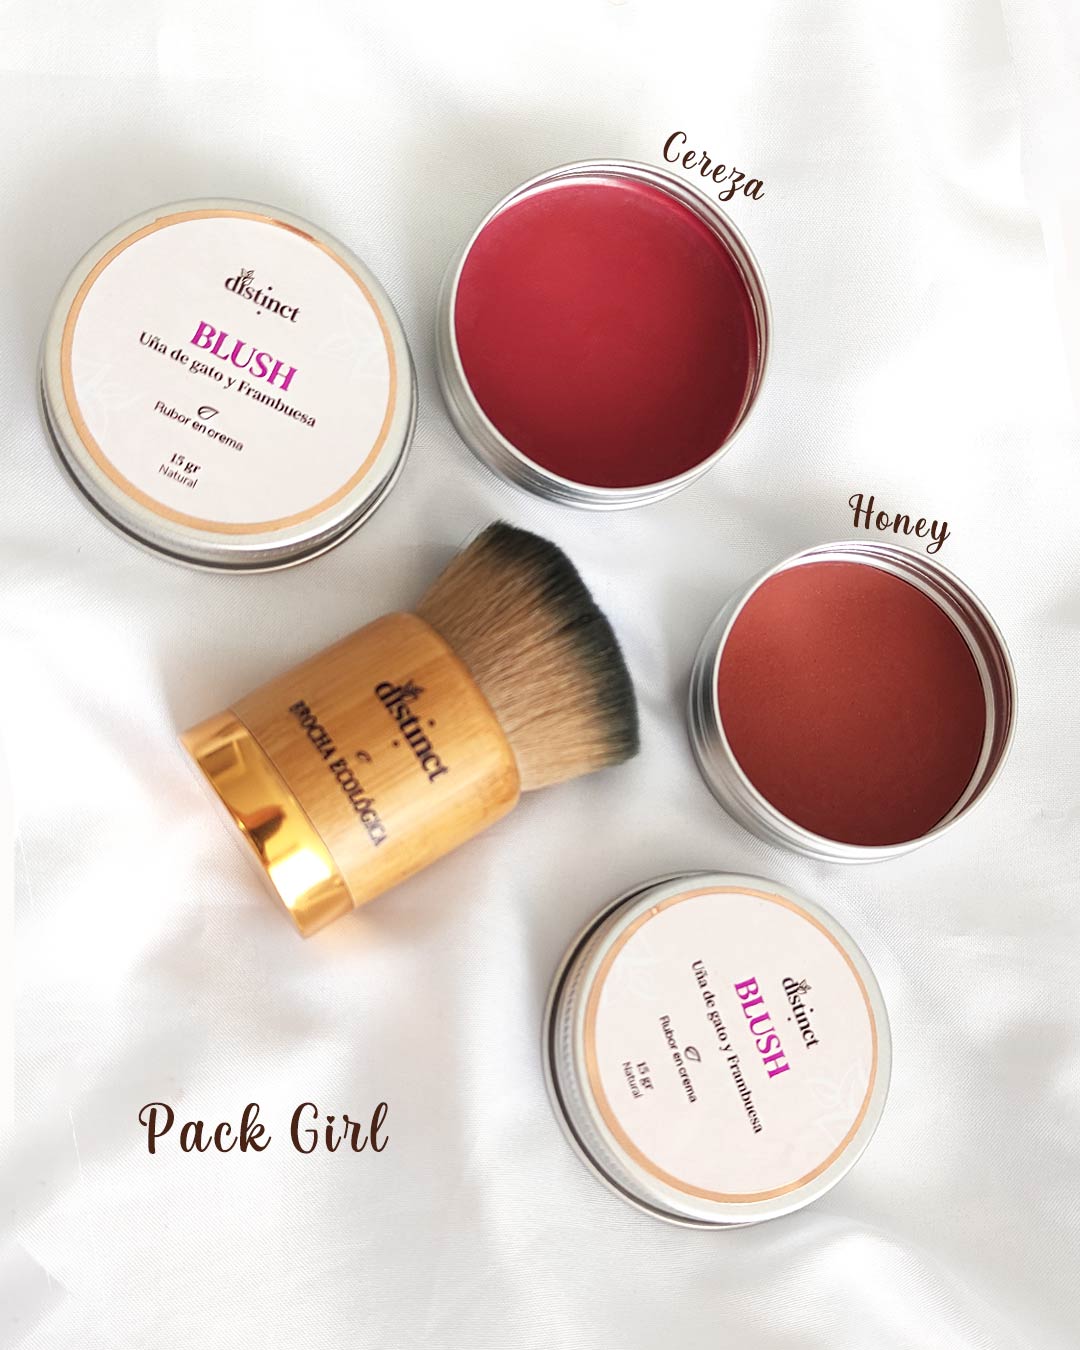 Cereza
distinct
BLUSH
Uña de gato y Frambuesa
Rubor en crema
15 gr
Natural
Honey
distinct
BROCHA ECOLÓGICA
distinct
BLUSH
Uña de gato y Frambuesa
Rubor en crema
15 gr
Natural
Pack Girl